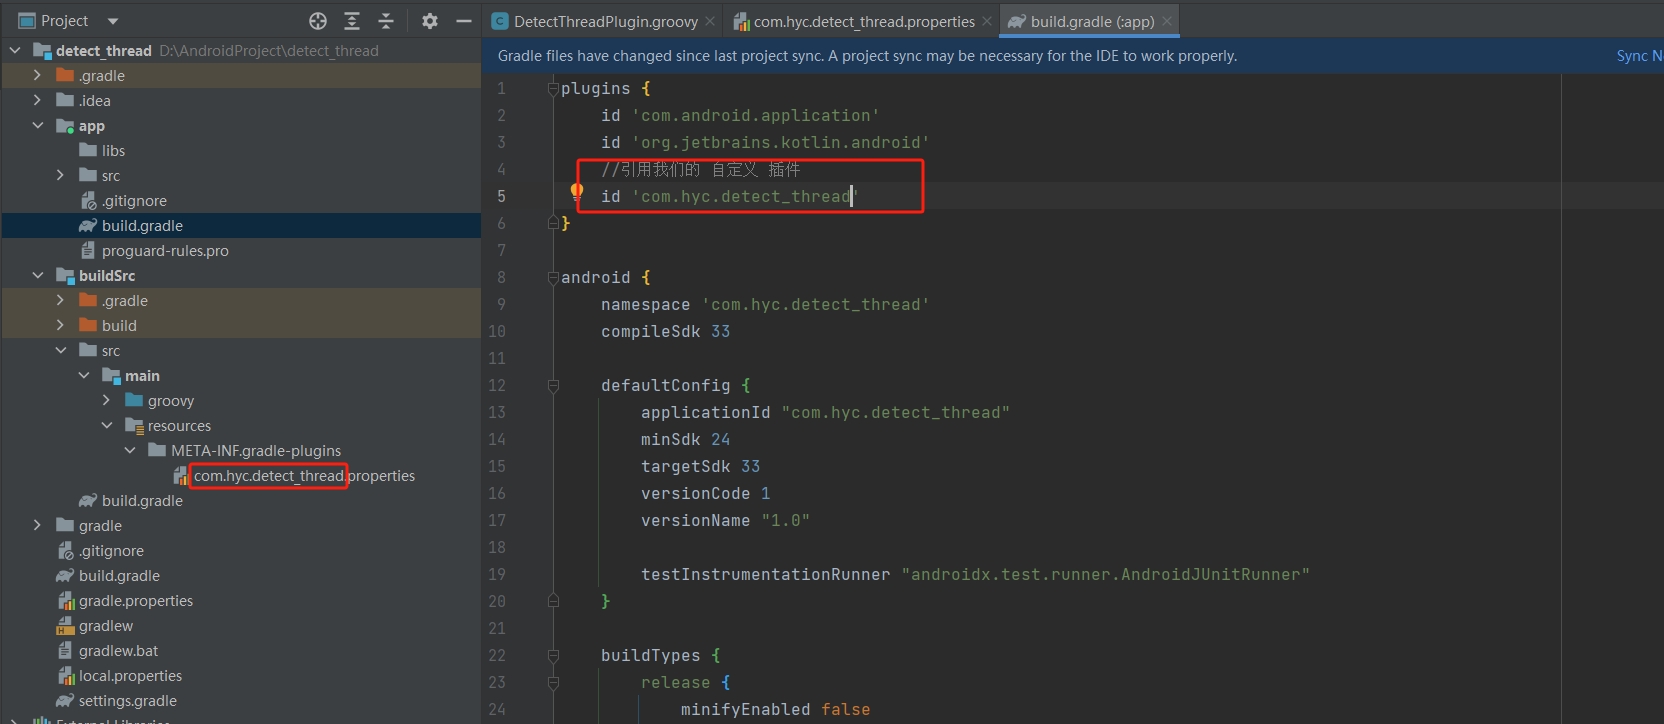 Project
detect_thread D:\AndroidProject\detect_thread
.gradle
.idea
app
libs
src
.gitignore
build.gradle
proguard-rules.pro
buildSrc
.gradle
build
src
main
groovy
resources
META-INF.gradle-plugins
com.hyc.detect_thread.properties
build.gradle
gradle
.gitignore
build.gradle
gradle.properties
gradlew
gradlew.bat
local.properties
settings.gradle
External Libraries
DetectThreadPlugin.groovy
com.hyc.detect_thread.properties
build.gradle (:app)
Gradle files have changed since last project sync. A project sync may be necessary for the IDE to work properly.
Sync N
1 plugins {
2 id 'com.android.application'
3 id 'org.jetbrains.kotlin.android'
4 //引用我们的 自定义 插件
5 id 'com.hyc.detect_thread'
6 }
7
8 android {
9 namespace 'com.hyc.detect_thread'
10 compileSdk 33
11
12 defaultConfig {
13 applicationId "com.hyc.detect_thread"
14 minSdk 24
15 targetSdk 33
16 versionCode 1
17 versionName "1.0"
18
19 testInstrumentationRunner "androidx.test.runner.AndroidJUnitRunner"
20 }
21
22 buildTypes {
23 release {
24 minifyEnabled false